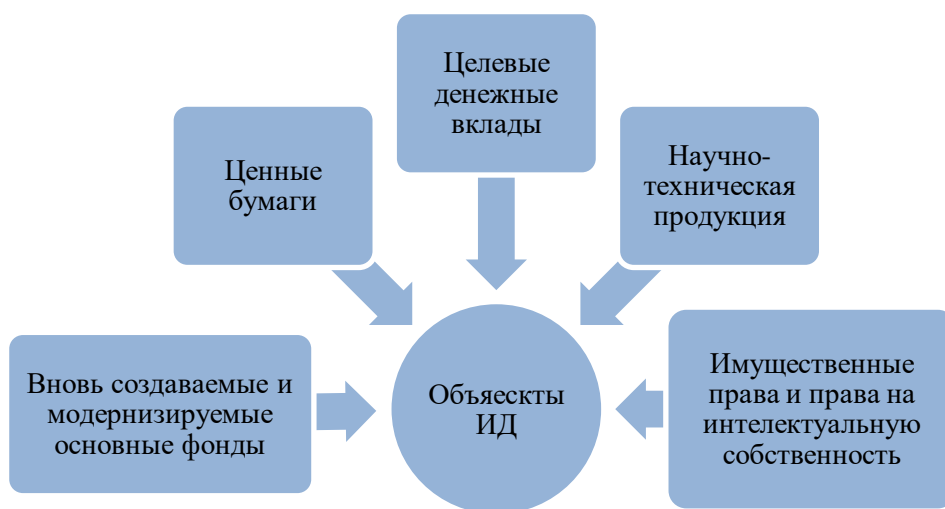 Целевые
денежные
вклады
Ценные
бумаги
Научно-
техническая
продукция
Вновь создаваемые и
модернизируемые
основные фонды
Объяескты
ИД
Имущественные
права и права на
интелектуальную
собственность